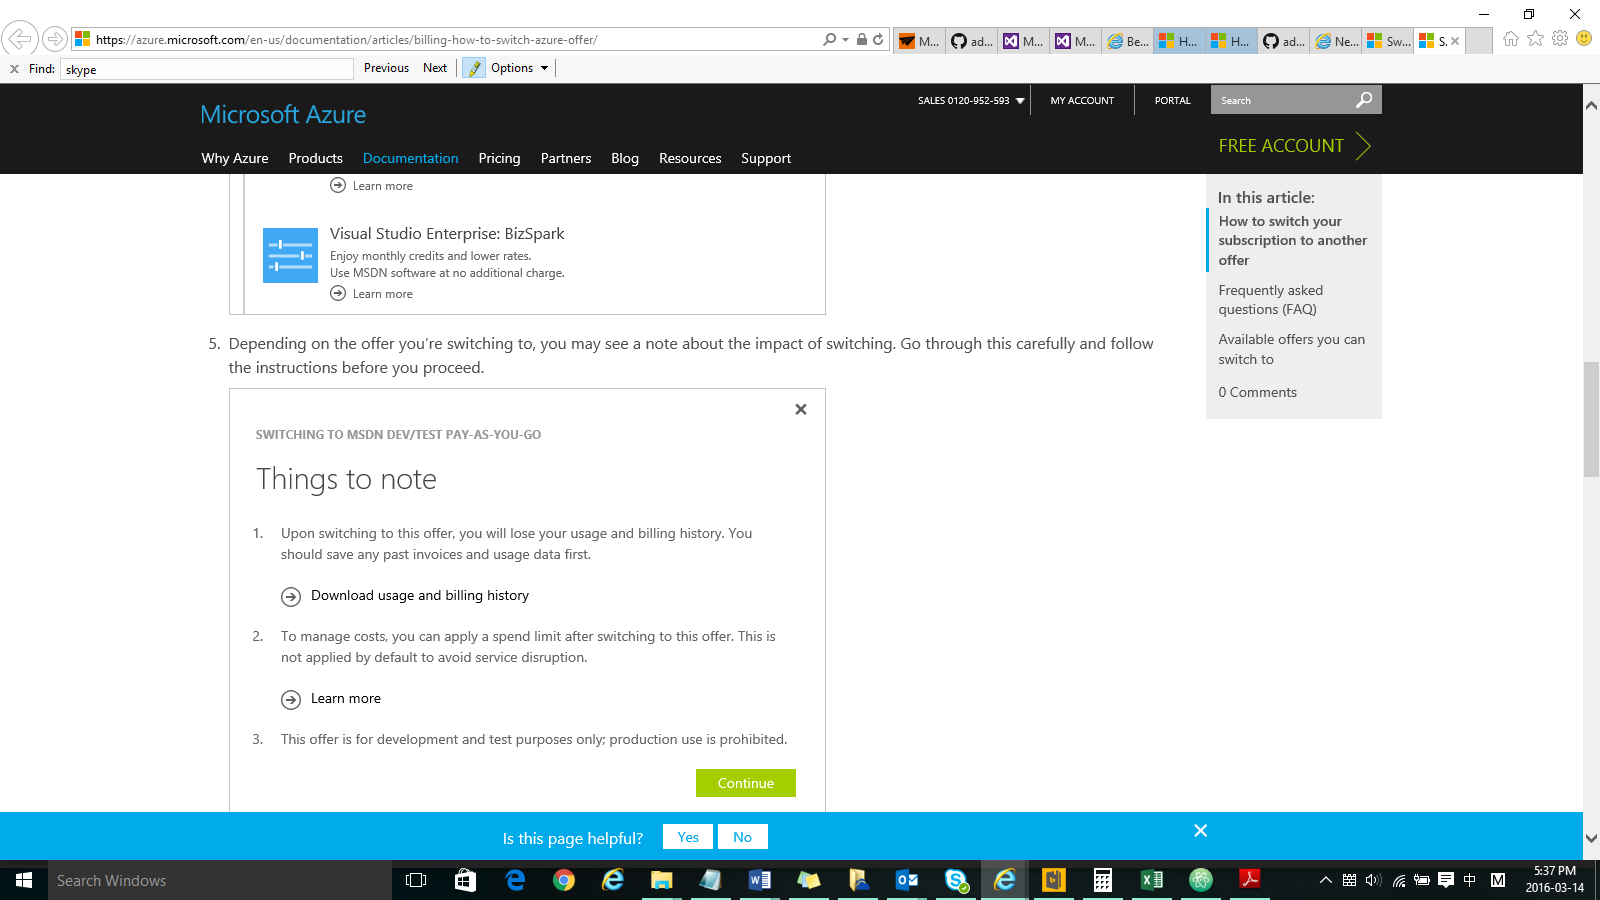 https://azure.microsoft.com/en-us/documentation/articles/billing-how-to-switch-azure-offer/
M...
ad...
M...
M...
Be...
H...
H...
ad...
Ne...
Sw...
S.
Find: skype
Previous
Next
Options
Microsoft Azure
SALES 0120-952-593
MY ACCOUNT
PORTAL
Search
Why Azure
Products
Documentation
Pricing
Partners
Blog
Resources
Support
FREE ACCOUNT
Learn more
Visual Studio Enterprise: BizSpark
Enjoy monthly credits and lower rates.
Use MSDN software at no additional charge.
Learn more
In this article:
How to switch your
subscription to another
offer
Frequently asked
questions (FAQ)
Available offers you can
switch to
0 Comments
5. Depending on the offer you’re switching to, you may see a note about the impact of switching. Go through this carefully and follow
the instructions before you proceed.
SWITCHING TO MSDN DEV/TEST PAY-AS-YOU-GO
Things to note
1. Upon switching to this offer, you will lose your usage and billing history. You
should save any past invoices and usage data first.
Download usage and billing history
2. To manage costs, you can apply a spend limit after switching to this offer. This is
not applied by default to avoid service disruption.
Learn more
3. This offer is for development and test purposes only; production use is prohibited.
Continue
Is this page helpful?
Yes
No
Search Windows
中
M
5:37 PM
2016-03-14